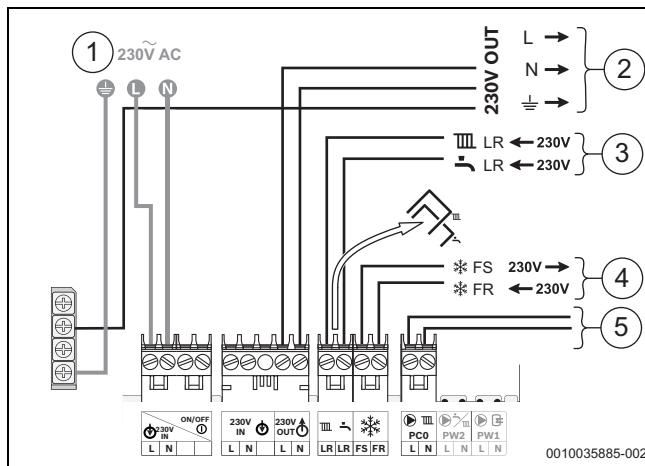 1 230V AC
L N
230V OUT
L
N
2
LR 230V
LR 230V
3
FS 230V
FR 230V
4
5
230V IN ON/OFF
L N
230V IN 230V OUT
L N L N
LR LR FS FR
PC0 PW2 PW1
L N L N L N
0010035885-002